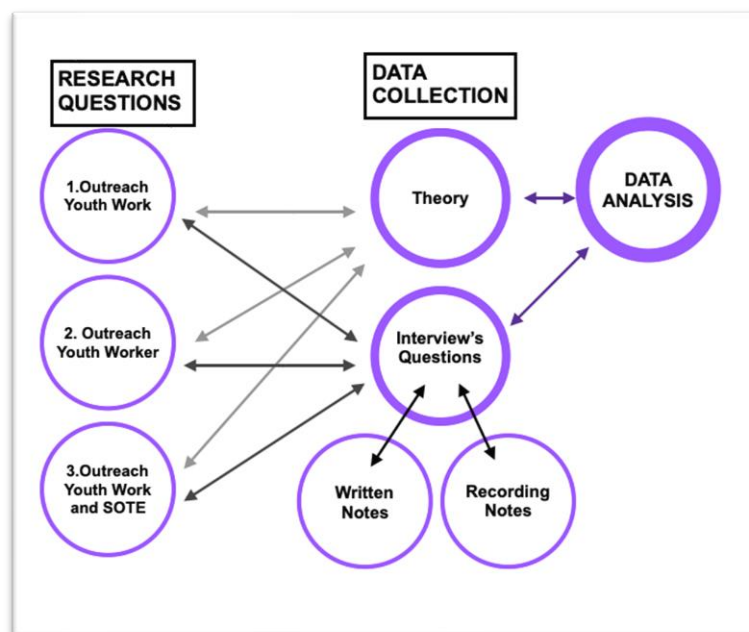 RESEARCH
QUESTIONS
DATA
COLLECTION
1.Outreach
Youth Work
Theory
DATA
ANALYSIS
2. Outreach
Youth Worker
Interview's
Questions
3.Outreach
Youth Work
and SOTE
Written
Notes
Recording
Notes